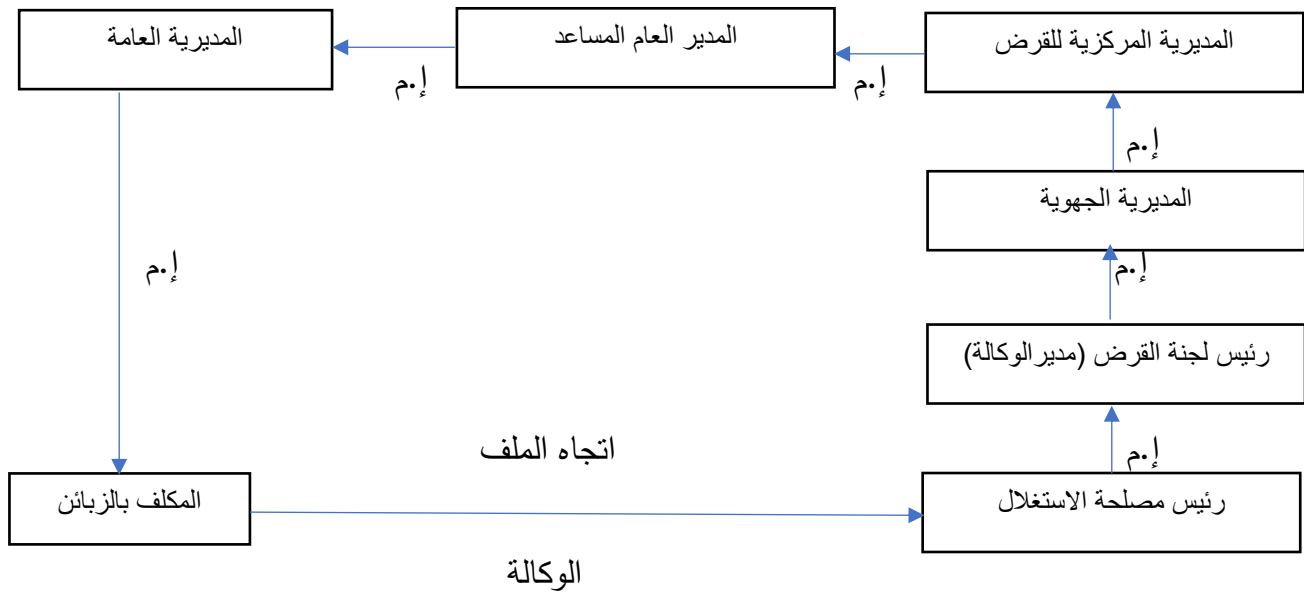 المديرية المركزية للقرض
المدير العام المساعد
المديرية العامة
إ.م
إ.م
إ.م
المديرية الجهوية
إ.م
إ.م
رئيس لجنة القرض (مديرالوكالة)
إ.م
اتجاه الملف
رئيس مصلحة الاستغلال
المكلف بالزبائن
الوكالة